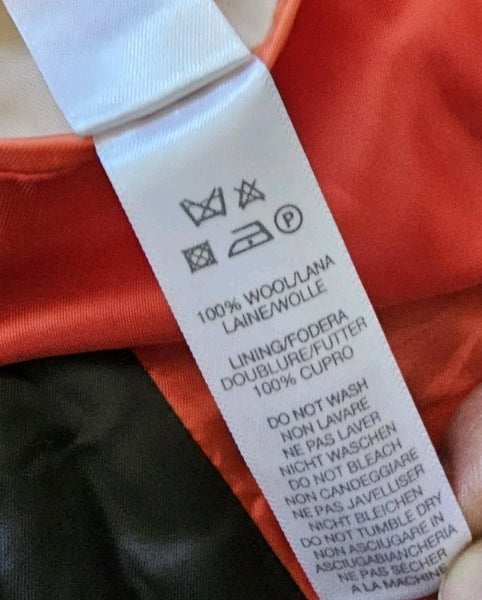 P
100% WOOL/LANA
LAINE/WOLLE
LINING/FODERA
DOUBLURE/FUTTER
100% CUPRO
DO NOT WASH
NON LAVARE
NE PAS LAVER
NICHT WASCHEN
DO NOT BLEACH
NON CANDEGGIARE
NE PAS JAVELLISER
NICHT BLEICHEN
DO NOT TUMBLE DRY
NON ASCIUGARE IN
ASCIUGABIANCHERIA
NE PAS SÈCHER
A LA MACHINE